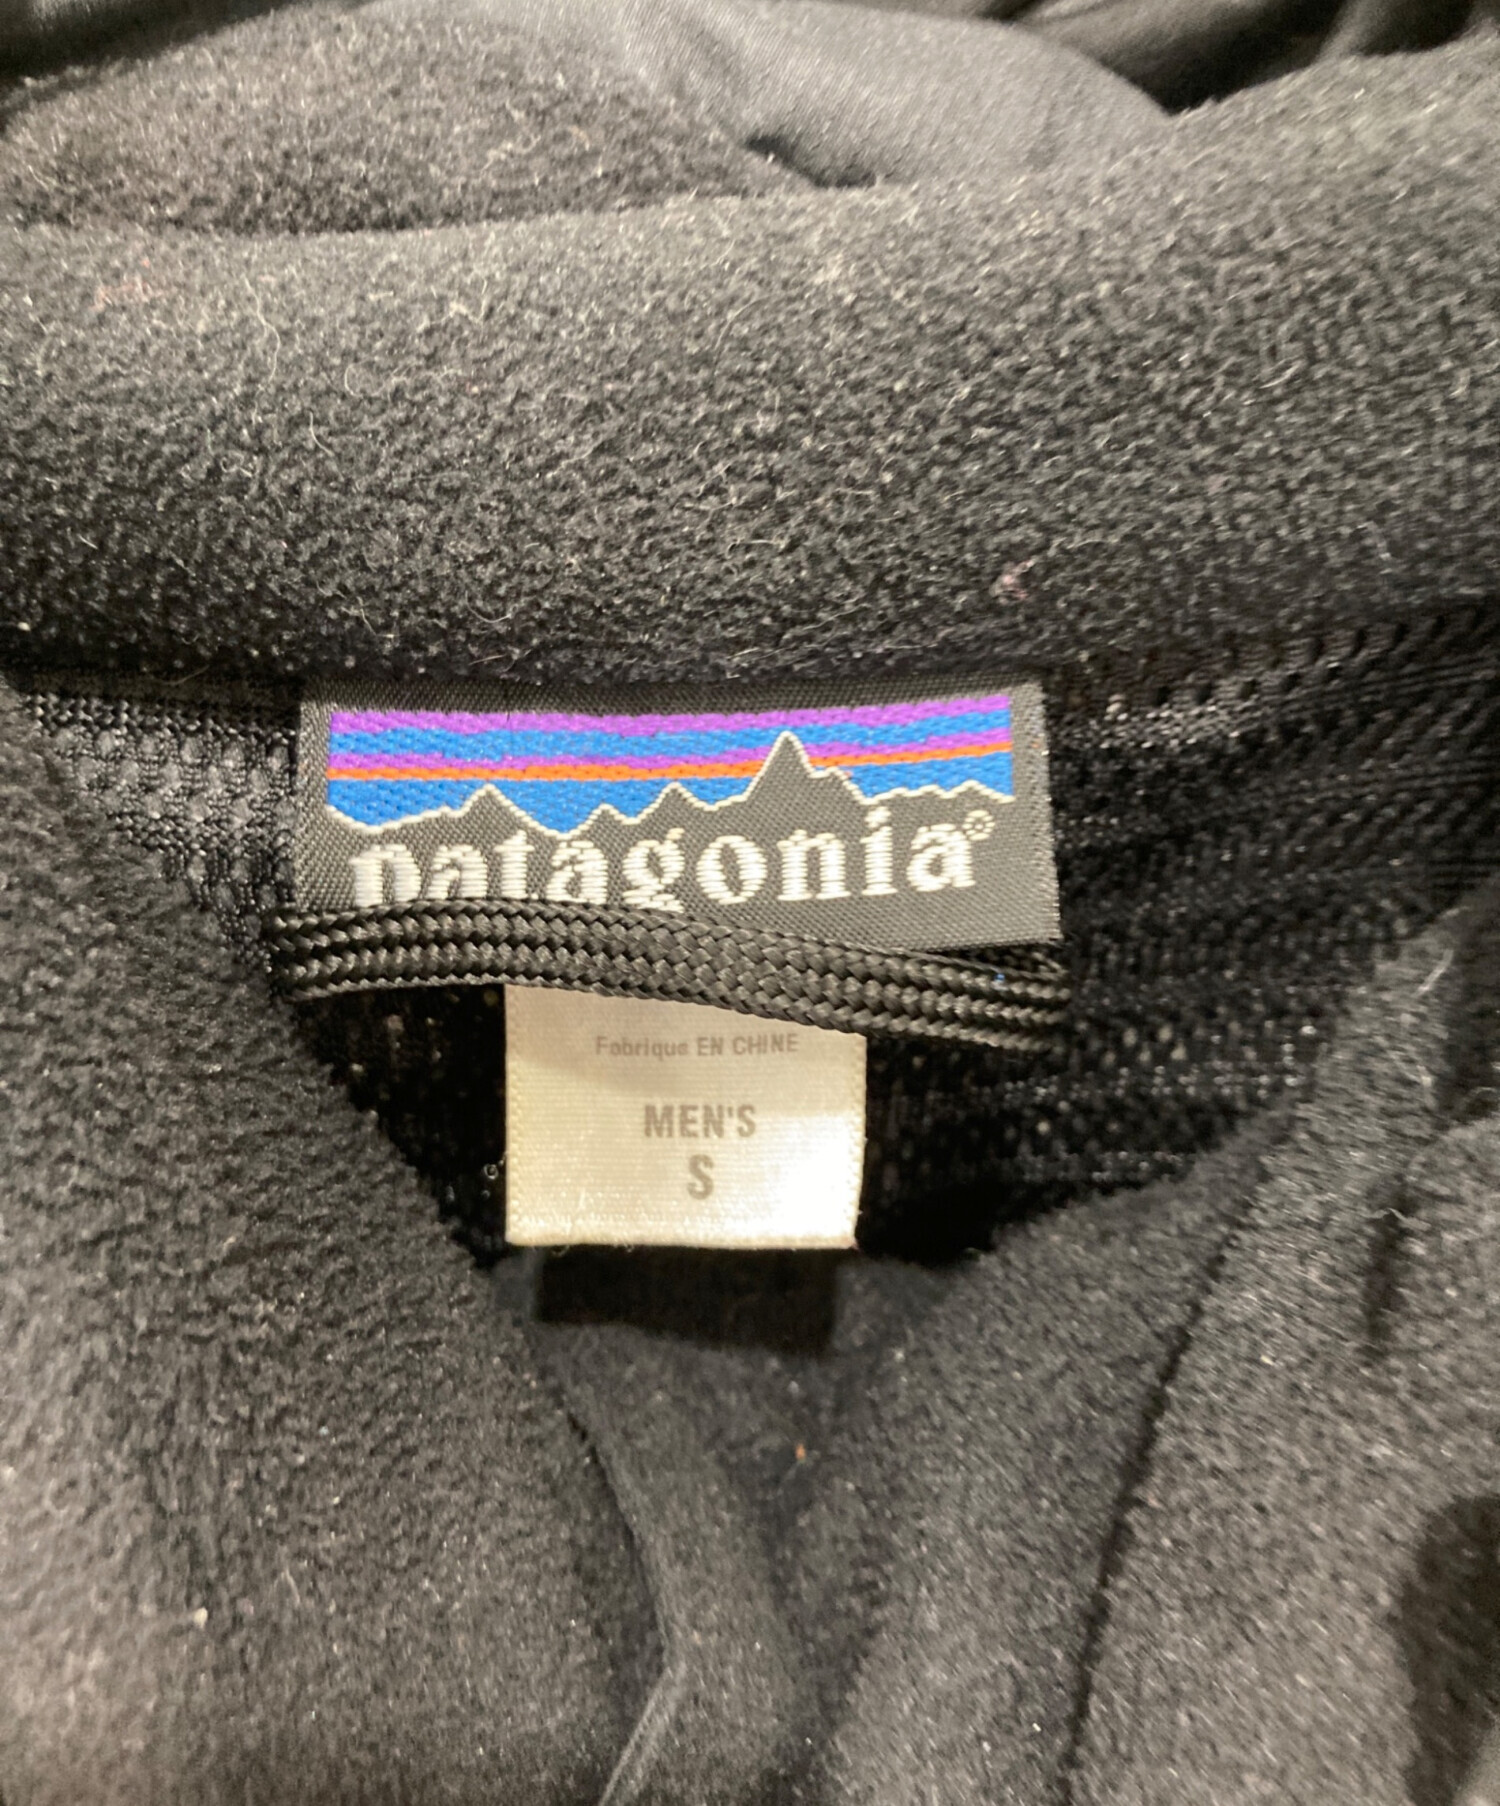 patagonia®
Fabrique EN CHINE
MEN'S
S